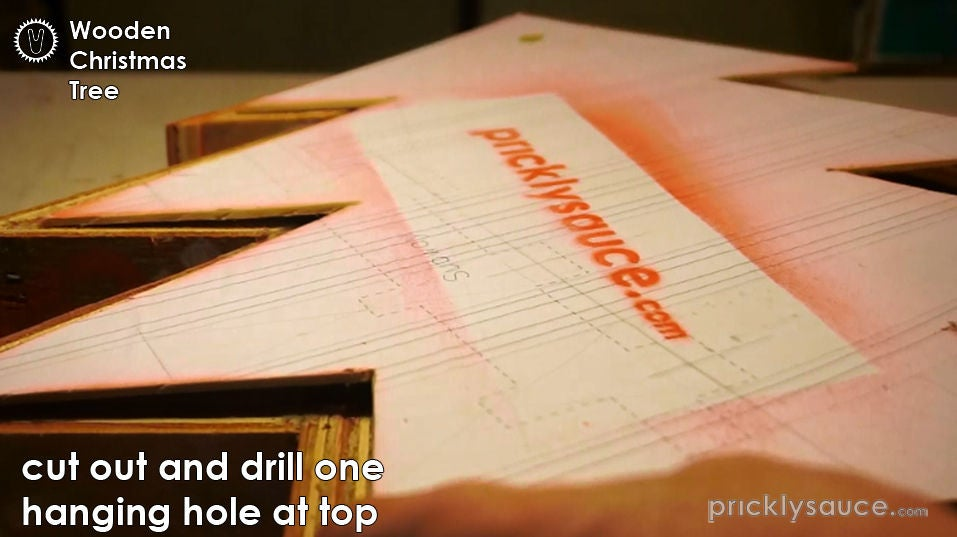 Wooden
Christmas
Tree
pricklysauce.com
cut out and drill one
hanging hole at top
pricklysauce.com